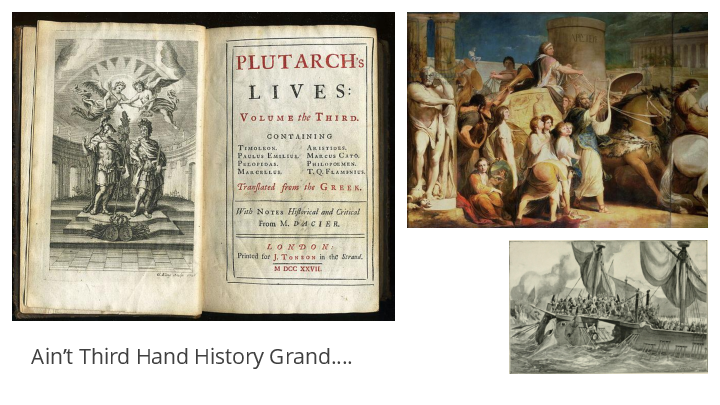 PLUTARCH's
LIVES:
VOLUME the THIRD.
CONTAINING
TIMOLEON.
PAULUS EMILIUS.
PELOPIDAS.
MARCELLUS.
ARISTIDES.
MARCUS CATO.
PHILOPOEMEN.
T. Q. FLAMINIUS.
Tranſlated from the GREEK.
With NOTES Hiſtorical and Critical
From M. DACIER.
LONDON:
Printed for J. TONSON in the Strand.
M DCC XXVII.
Ain’t Third Hand History Grand....